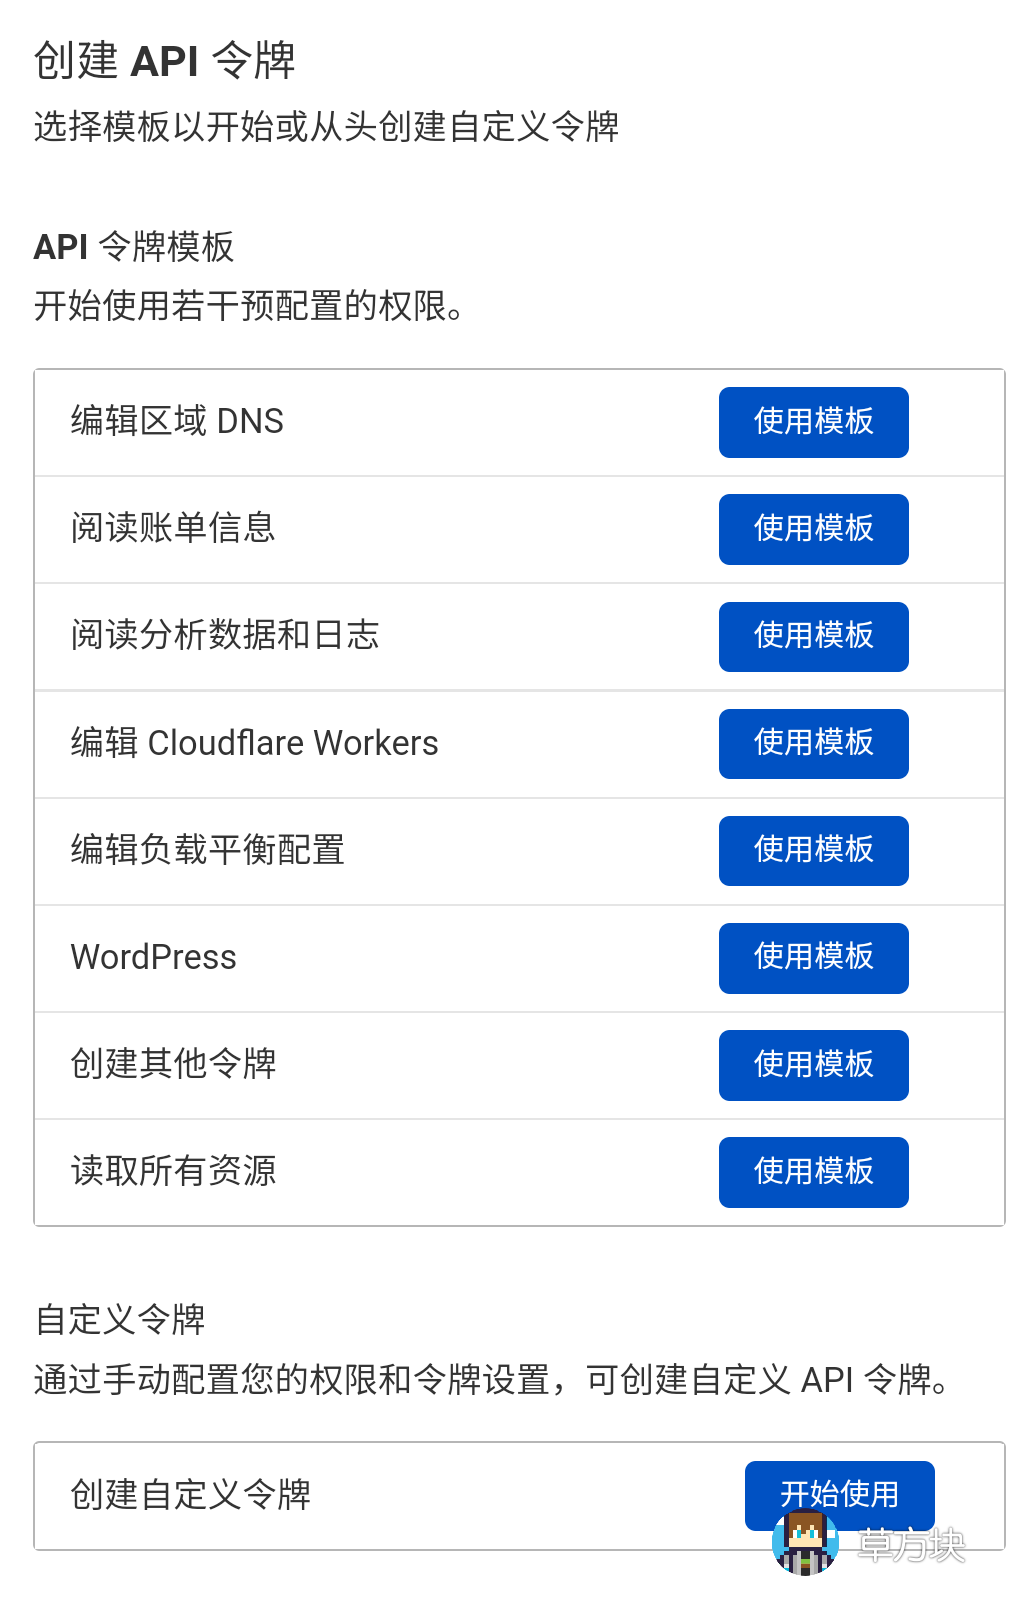 创建 API 令牌
选择模板以开始或从头创建自定义令牌
API 令牌模板
开始使用若干预配置的权限。
编辑区域 DNS
使用模板
阅读账单信息
使用模板
阅读分析数据和日志
使用模板
编辑 Cloudflare Workers
使用模板
编辑负载平衡配置
使用模板
WordPress
使用模板
创建其他令牌
使用模板
读取所有资源
使用模板
自定义令牌
通过手动配置您的权限和令牌设置，可创建自定义 API 令牌。
创建自定义令牌
开始使用
草方块